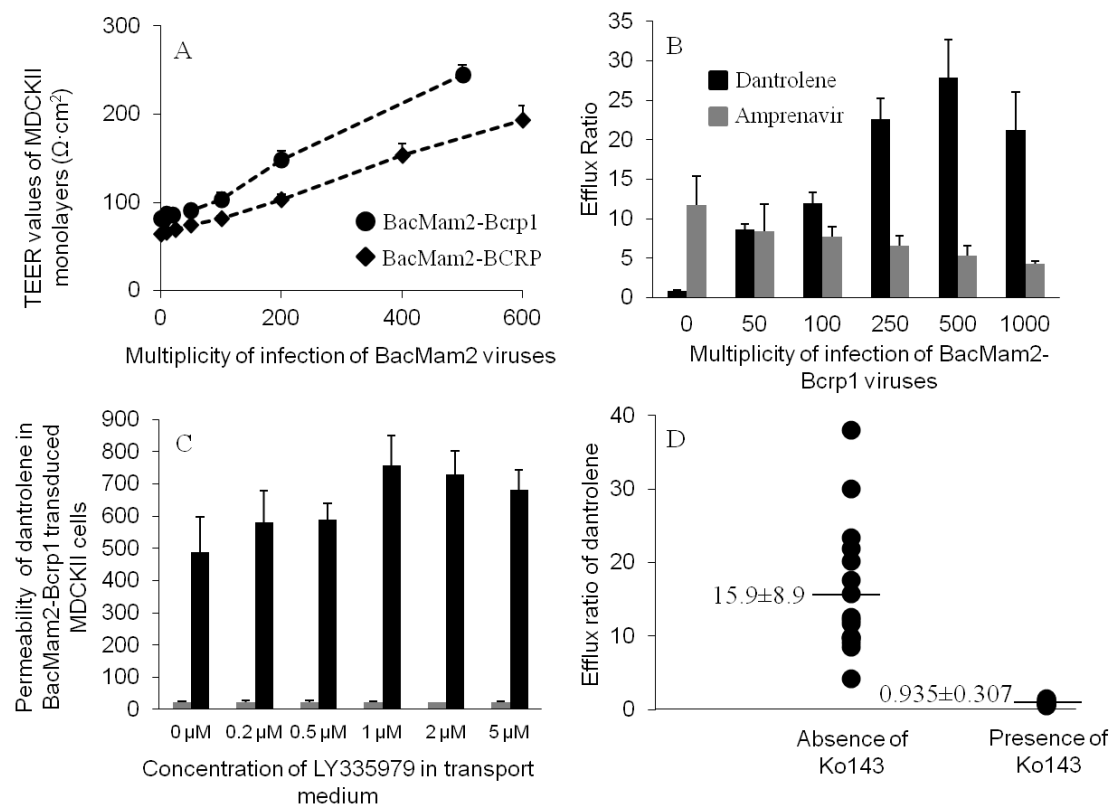 A
300
200
100
0
TEER values of MDCKII
monolayers (Ω·cm²)
BacMam2-Bcrp1
BacMam2-BCRP
0 200 400 600
Multiplicity of infection of BacMam2 viruses
B
35
30
25
20
15
10
5
0
Efflux Ratio
Dantrolene
Amprenavir
0 50 100 250 500 1000
Multiplicity of infection of BacMam2-
Bcrp1 viruses
C
900
800
700
600
500
400
300
200
100
0
Permeability of dantrolene in
BacMam2-Bcrp1 transduced
MDCKII cells
0 µM 0.2 µM 0.5 µM 1 µM 2 µM 5 µM
Concentration of LY335979 in transport
medium
D
40
30
20
10
0
Efflux ratio of dantrolene
15.9±8.9
0.935±0.307
Absence of
Ko143
Presence of
Ko143